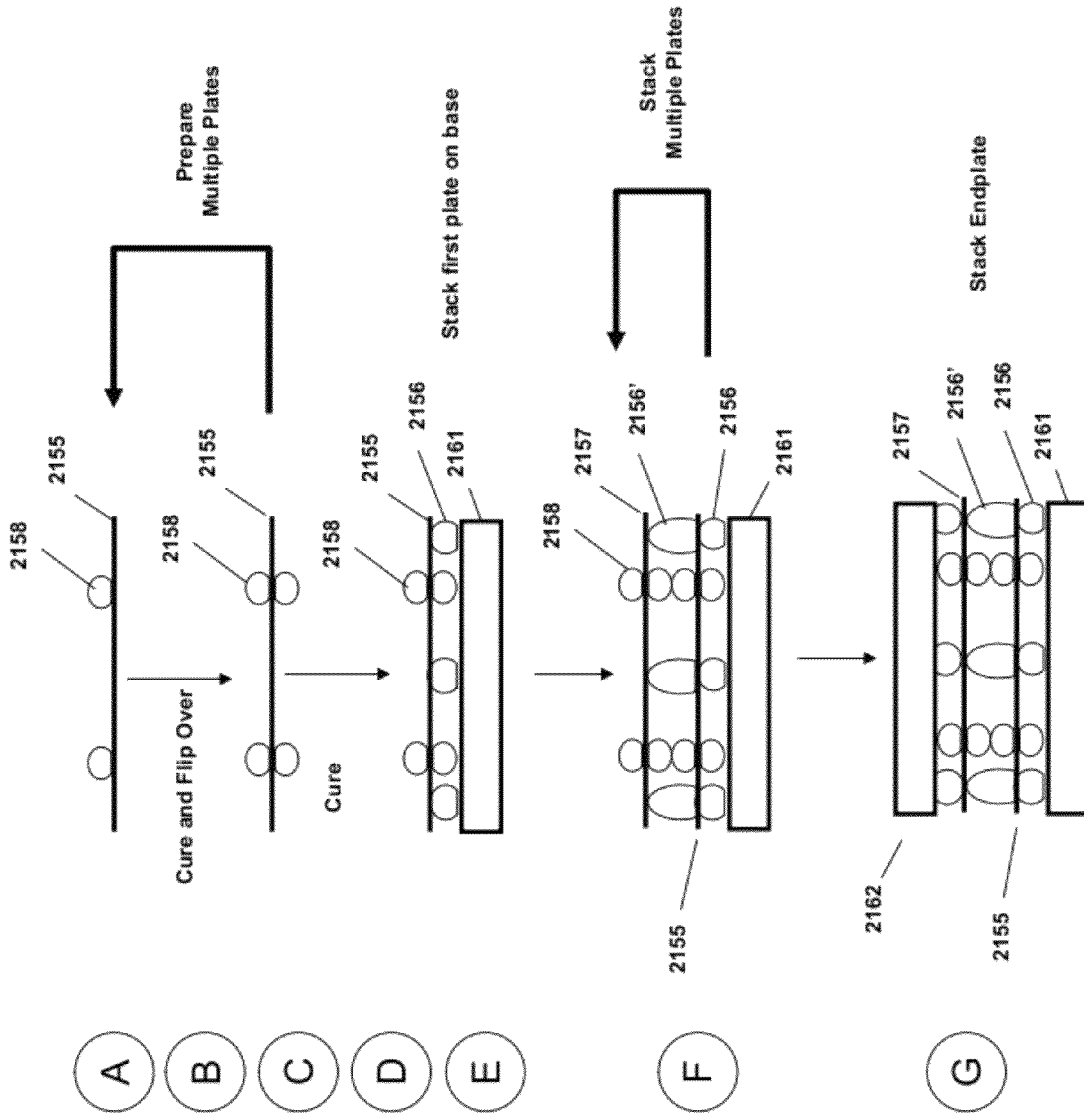 A
2158
2155
Prepare
Multiple Plates
B
Cure and Flip Over
C
2158
2155
D
Cure
E
2158
2155
2156
2161
Stack first plate on base
F
2155
2158
2157
2156’
2156
2161
Stack
Multiple Plates
G
2162
2155
2157
2156’
2156
2161
Stack Endplate